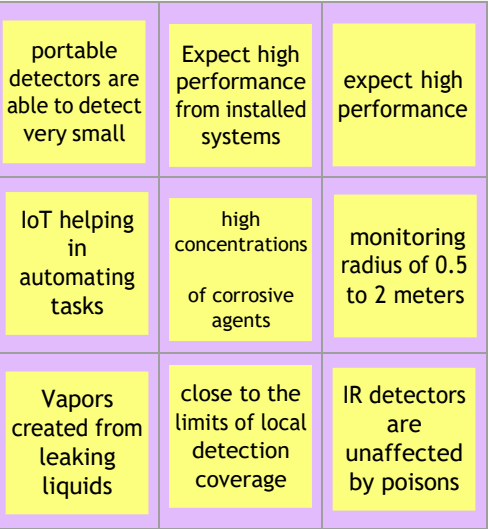 portable
detectors are
able to detect
very small
Expect high
performance
from installed
systems
expect high
performance
IoT helping
in
automating
tasks
high
concentrations
of corrosive
agents
monitoring
radius of 0.5
to 2 meters
Vapors
created from
leaking
liquids
close to the
limits of local
detection
coverage
IR detectors
are
unaffected
by poisons